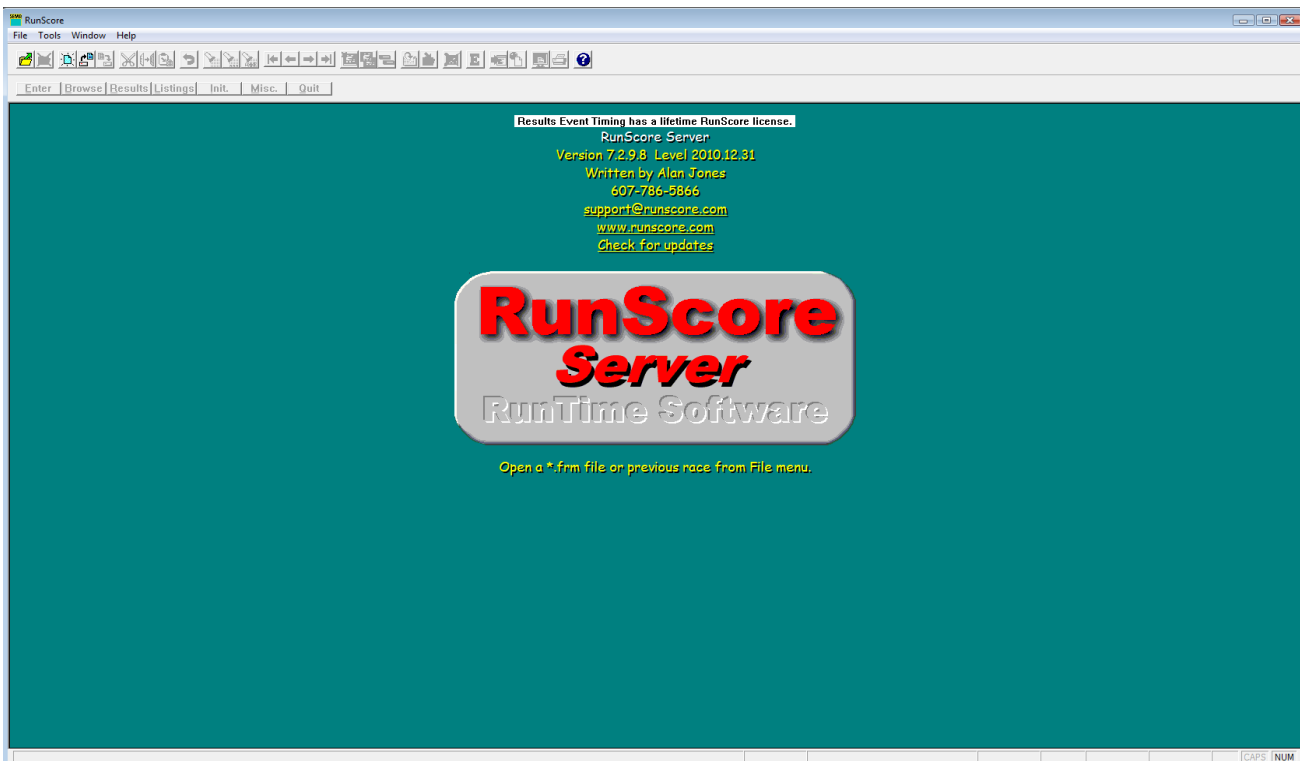 RunScore
File Tools Window Help
E
Enter Browse Results Listings Init. Misc. Quit
Results Event Timing has a lifetime RunScore license.
RunScore Server
Version 7.2.9.8 Level 2010.12.31
Written by Alan Jones
607-786-5866
support@runscore.com
www.runscore.com
Check for updates
RunScore
Server
RunTime Software
Open a *.frm file or previous race from File menu.
CAPS NUM